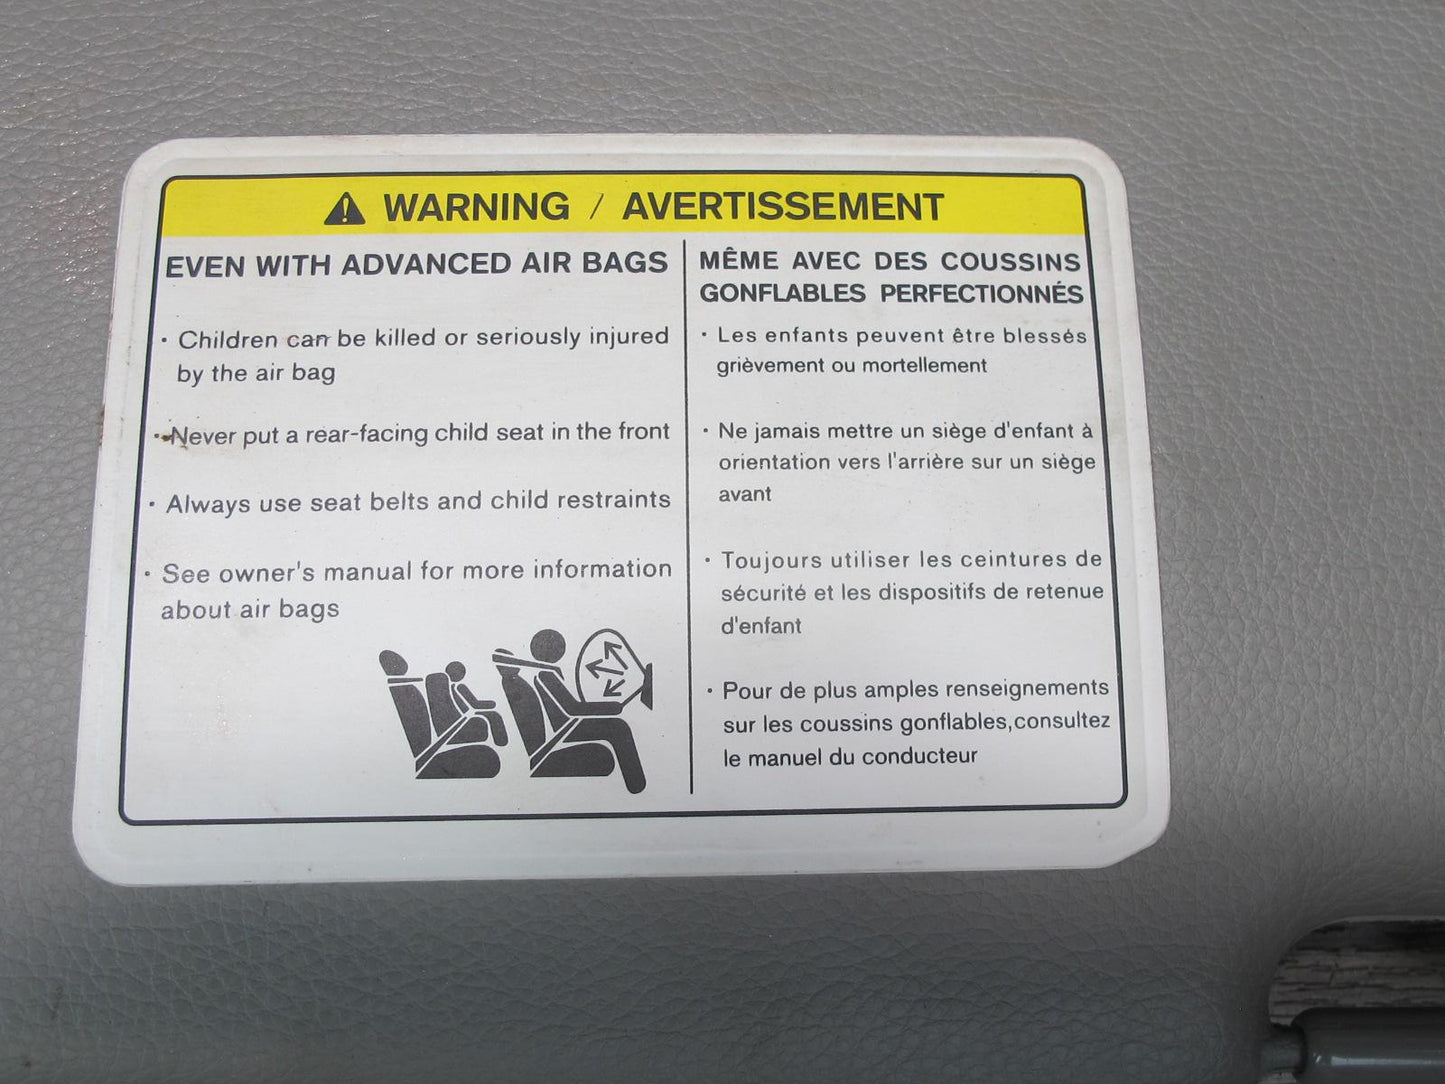 WARNING / AVERTISSEMENT
EVEN WITH ADVANCED AIR BAGS
· Children can be killed or seriously injured
by the air bag
· Never put a rear-facing child seat in the front
· Always use seat belts and child restraints
· See owner's manual for more information
about air bags
MÊME AVEC DES COUSSINS
GONFLABLES PERFECTIONNÉS
· Les enfants peuvent être blessés
grièvement ou mortellement
· Ne jamais mettre un siège d'enfant à
orientation vers l'arrière sur un siège
avant
· Toujours utiliser les ceintures de
sécurité et les dispositifs de retenue
d'enfant
· Pour de plus amples renseignements
sur les coussins gonflables,consultez
le manuel du conducteur